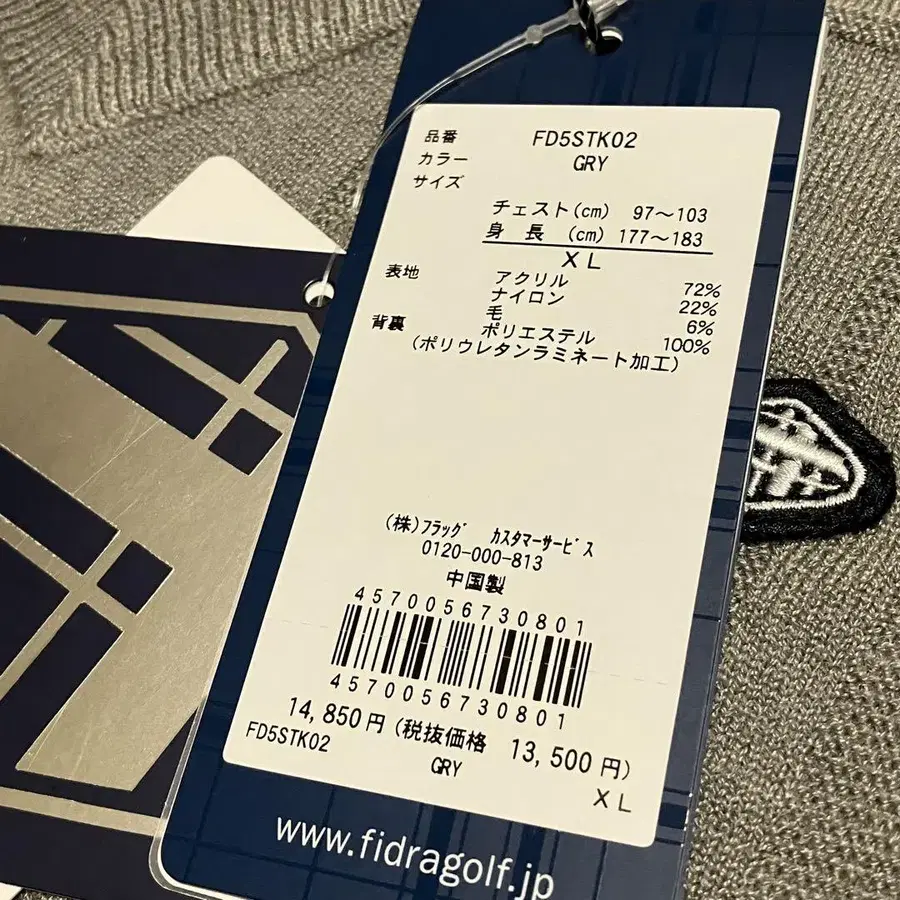 品番 FD5STK02
カラー GRY
サイズ
チェスト(cm) 97〜103
身長 (cm) 177〜183
XL
表地 アクリル 72%
ナイロン 22%
毛 6%
背裏 ポリエステル 100%
(ポリウレタンラミネート加工)
(株)フラッグ カスタマーサービス
0120-000-813
中国製
4570056730801
4570056730801
14,850円(税抜価格 13,500円)
FD5STK02 GRY XL
www.fidragolf.jp